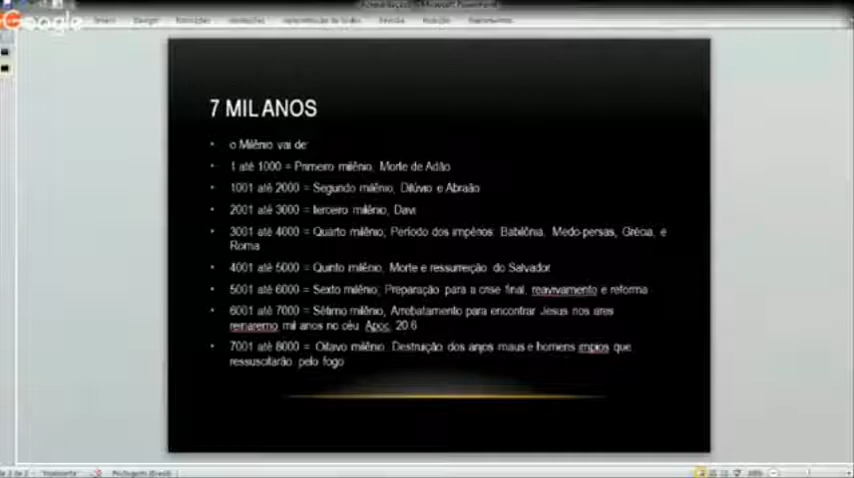 Google
7 MIL ANOS
• o Milênio vai de:
• 1 até 1000 = Primeiro milênio, Morte de Adão
• 1001 até 2000 = Segundo milênio, Dilúvio e Abraão
• 2001 até 3000 = terceiro milênio, Davi
• 3001 até 4000 = Quarto milênio; Período dos impérios: Babilônia, Medo-persas, Grécia, e
Roma
• 4001 até 5000 = Quinto milênio, Morte e ressurreição do Salvador
• 5001 até 6000 = Sexto milênio; Preparação para a crise final, reavivamento e reforma
• 6001 até 7000 = Sétimo milênio, Arrebatamento para encontrar Jesus nos ares
reinaremo mil anos no céu Apoc. 20:6
• 7001 até 8000 = Oitavo milênio. Destruição dos anjos maus e homens ímpios que
ressuscitarão pelo fogo
Português (Brasil)